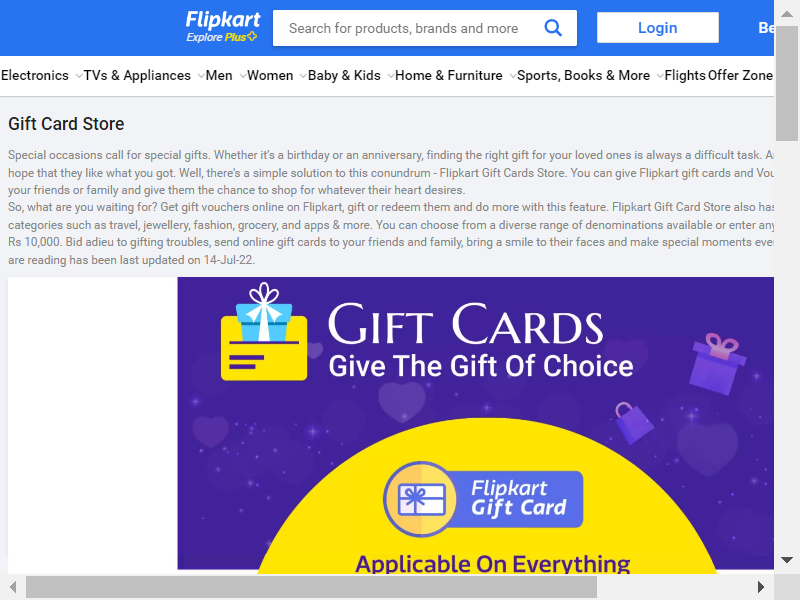 Flipkart
Explore Plus
Search for products, brands and more
Login
Electronics TVs & Appliances Men Women Baby & Kids Home & Furniture Sports, Books & More Flights Offer Zone
Gift Card Store
Special occasions call for special gifts. Whether it's a birthday or an anniversary, finding the right gift for your loved ones is always a difficult task.
hope that they like what you got. Well, there's a simple solution to this conundrum - Flipkart Gift Cards Store. You can give Flipkart gift cards and
your friends or family and give them the chance to shop for whatever their heart desires.
So, what are you waiting for? Get gift vouchers online on Flipkart, gift or redeem them and do more with this feature. Flipkart Gift Card Store also has
categories such as travel, jewellery, fashion, grocery, and apps & more. You can choose from a diverse range of denominations available or enter any
Rs 10,000. Bid adieu to gifting troubles, send online gift cards to your friends and family, bring a smile to their faces and make special moments
are reading has been last updated on 14-Jul-22.
Gift Cards
Give The Gift Of Choice
Flipkart
Gift Card
Applicable On Everything